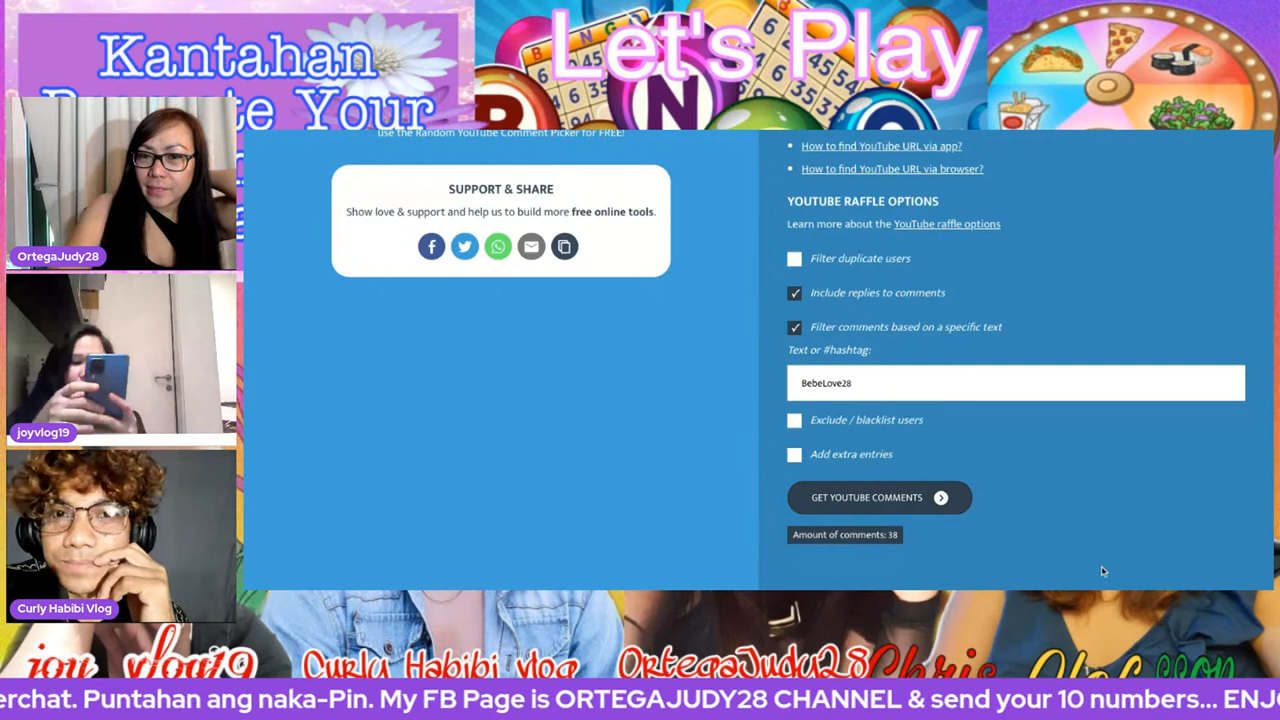 Kantahan
Let's Play
OrtegaJudy28
joyvlog19
Curly Habibi Vlog
use the Random YouTube Comment Picker for FREE!
SUPPORT & SHARE
Show love & support and help us to build more free online tools.
How to find YouTube URL via app?
How to find YouTube URL via browser?
YOUTUBE RAFFLE OPTIONS
Learn more about the YouTube raffle options
Filter duplicate users
Include replies to comments
Filter comments based on a specific text
Text or #hashtag:
BebeLove28
Exclude / blacklist users
Add extra entries
GET YOUTUBE COMMENTS
Amount of comments: 38
joy vlog19
Curly Habibi vlog
OrtegaJudy28
Puntahan ang naka-Pin. My FB Page is ORTEGAJUDY28 CHANNEL & send your 10 numbers...